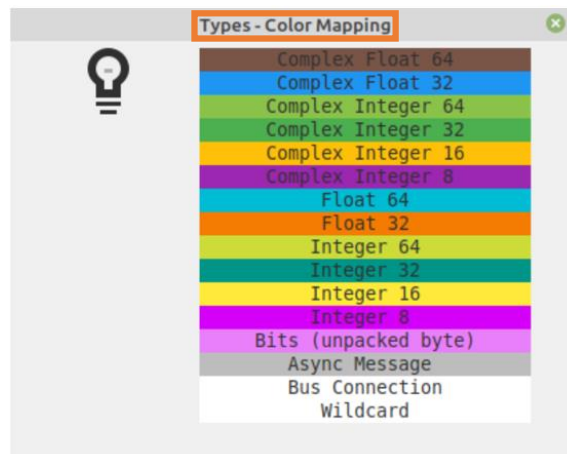 Types - Color Mapping
Complex Float 64
Complex Float 32
Complex Integer 64
Complex Integer 32
Complex Integer 16
Complex Integer 8
Float 64
Float 32
Integer 64
Integer 32
Integer 16
Integer 8
Bits (unpacked byte)
Async Message
Bus Connection
Wildcard